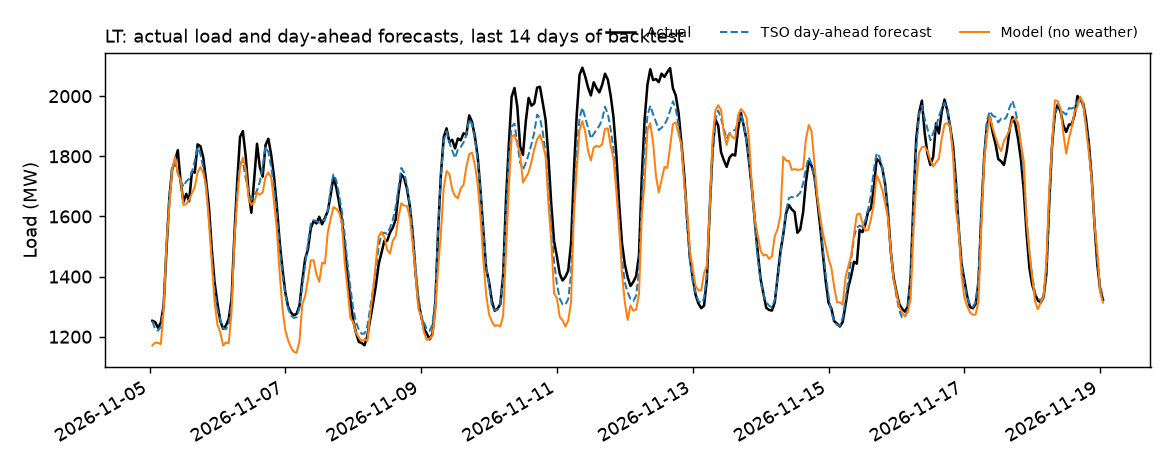 LT: actual load and day-ahead forecasts, last 14 days of backtest
Actual
TSO day-ahead forecast
Model (no weather)
Load (MW)
2000
1800
1600
1400
1200
2026-11-05
2026-11-07
2026-11-09
2026-11-11
2026-11-13
2026-11-15
2026-11-17
2026-11-19